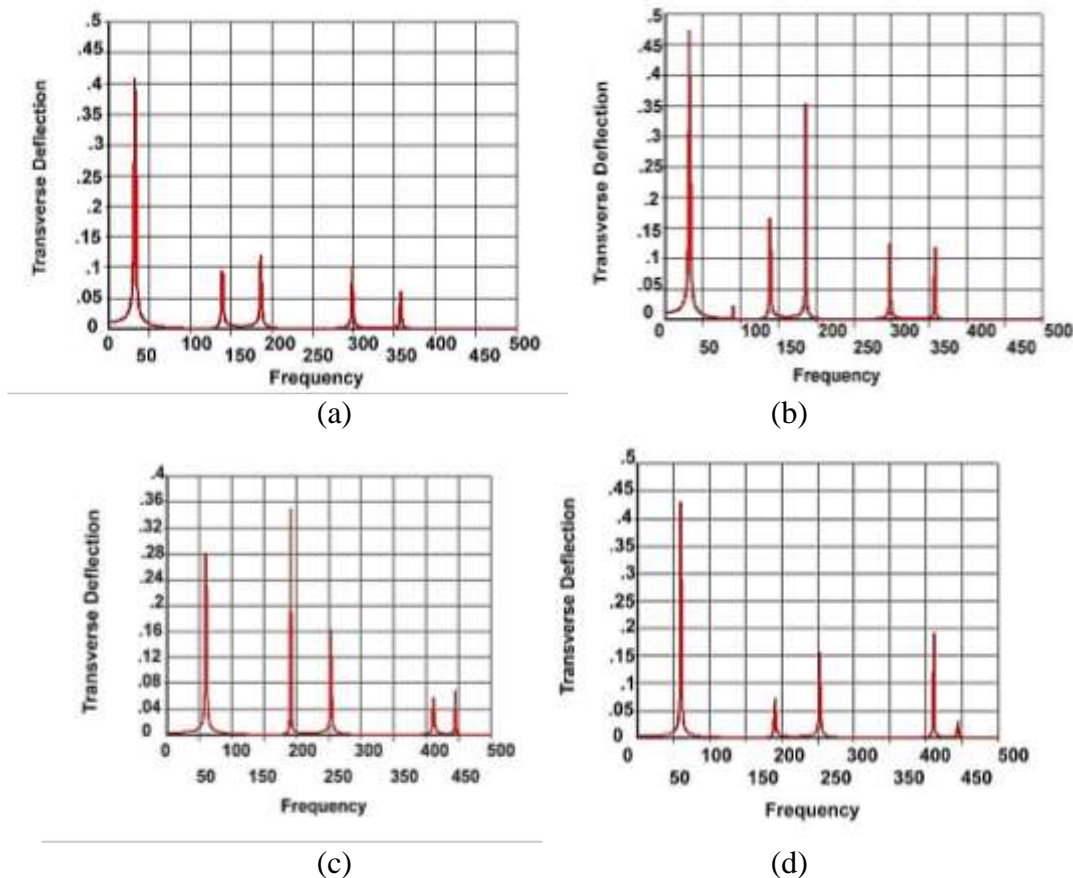 .5
.45
.4
.35
.3
.25
.2
.15
.1
.05
0
Transverse Deflection
0 100 200 300 400 500
50 150 250 350 450
Frequency
(a)
.5
.45
.4
.35
.3
.25
.2
.15
.1
.05
0
Transverse Deflection
0 100 200 300 400 500
50 150 250 350 450
Frequency
(b)
.4
.36
.32
.28
.24
.2
.16
.12
.08
.04
0
Transverse Deflection
0 100 200 300 400 500
50 150 250 350 450
Frequency
(c)
.5
.45
.4
.35
.3
.25
.2
.15
.1
.05
0
Transverse Deflection
0 100 200 300 400 500
50 150 250 350 450
Frequency
(d)